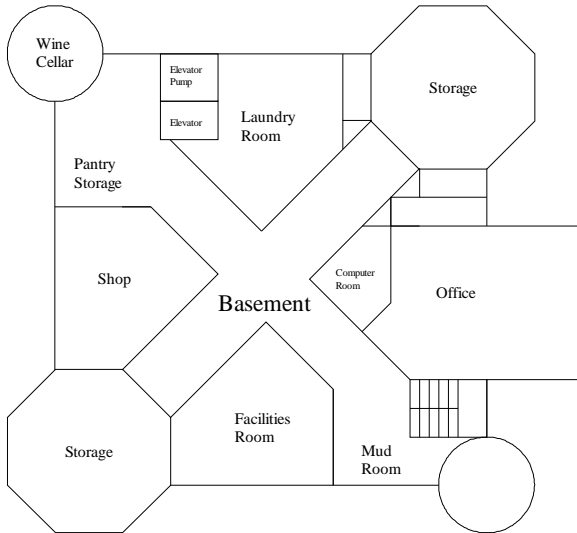 Wine
Cellar
Elevator
Pump
Elevator
Laundry
Room
Storage
Pantry
Storage
Shop
Computer
Room
Office
Basement
Facilities
Room
Storage
Mud
Room